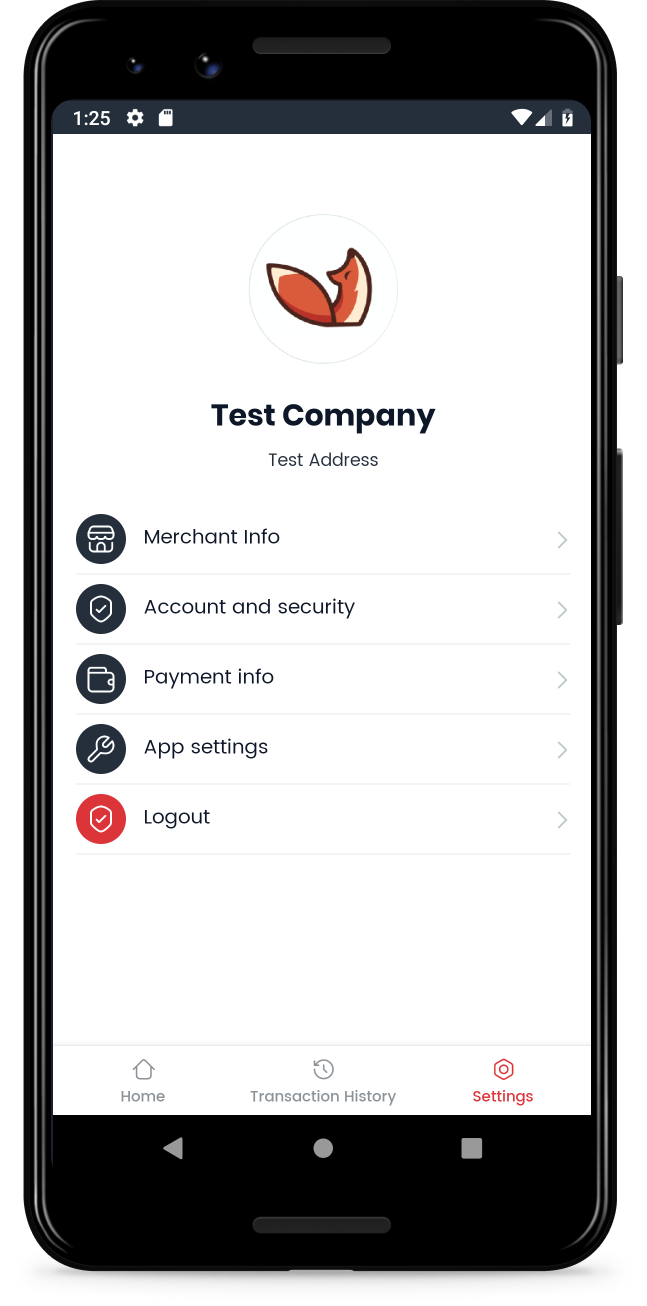 1:25
Test Company
Test Address
Merchant Info
Account and security
Payment info
App settings
Logout
Home Transaction History Settings